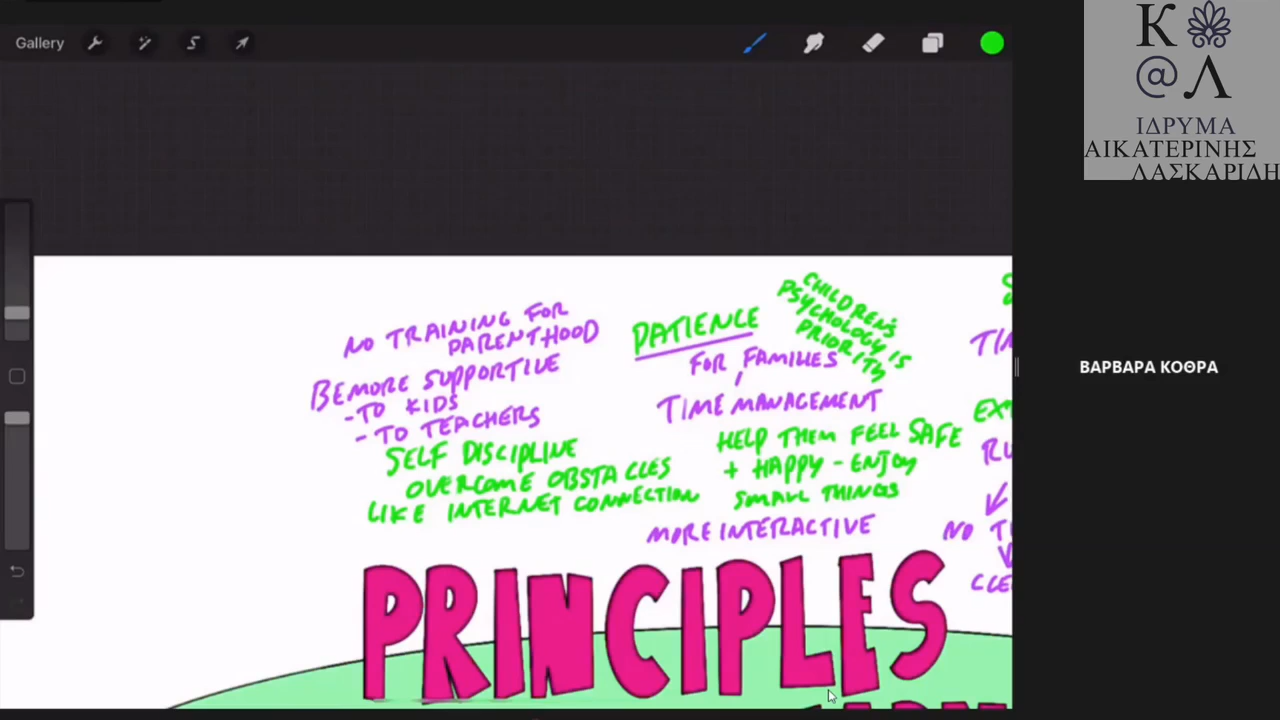 Gallery
Κ
@Λ
ΙΔΡΥΜΑ
ΑΙΚΑΤΕΡΙΝΗΣ
ΛΑΣΚΑΡΙΔΗ
ΒΑΡΒΑΡΑ ΚΟΘΡΑ
NO TRAINING FOR
PARENTHOOD
BE MORE SUPPORTIVE
- TO KIDS
- TO TEACHERS
SELF DISCIPLINE
OVERCOME OBSTACLES
LIKE INTERNET CONNECTION
PATIENCE
FOR FAMILIES
CHILDREN'S
PSYCHOLOGY IS
PRIORITY
TIME MANAGEMENT
HELP THEM FEEL SAFE
+ HAPPY - ENJOY
SMALL THINGS
MORE INTERACTIVE
PRINCIPLES